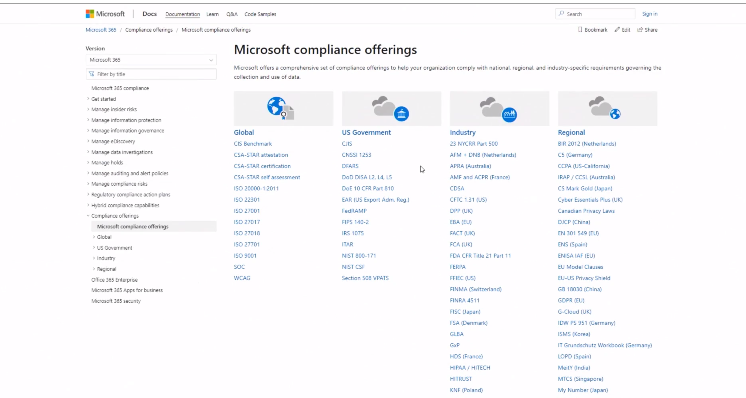 Microsoft Docs Documentation Learn Q&A Code Samples Search Sign in
Microsoft 365 / Compliance offerings / Microsoft compliance offerings Bookmark Edit Share
Version
Microsoft 365
Filter by title
Microsoft 365 compliance
Get started
Manage insider risks
Manage information protection
Manage information governance
Manage eDiscovery
Manage data investigations
Manage holds
Manage auditing and alert policies
Manage compliance risks
Regulatory compliance action plans
Hybrid compliance capabilities
Compliance offerings
Microsoft compliance offerings
Global
US Government
Industry
Regional
Office 365 Enterprise
Microsoft 365 Apps for business
Microsoft 365 security
Microsoft compliance offerings
Microsoft offers a comprehensive set of compliance offerings to help your organization comply with national, regional, and industry-specific requirements governing the
collection and use of data.
Global
CIS Benchmark
CSA-STAR attestation
CSA-STAR certification
CSA-STAR self assessment
ISO 20000-1:2011
ISO 22301
ISO 27001
ISO 27017
ISO 27018
ISO 27701
ISO 9001
SOC
WCAG
US Government
CJIS
CNSSI 1253
DFARS
DoD DISA L2, L4, L5
DoE 10 CFR Part 810
EAR (US Export Adm. Reg.)
FedRAMP
FIPS 140-2
IRS 1075
ITAR
NIST 800-171
NIST CSF
Section 508 VPATS
Industry
23 NYCRR Part 500
AFM + DNB (Netherlands)
APRA (Australia)
AMF and ACPR (France)
CDSA
CFTC 1.31 (US)
DPP (UK)
EBA (EU)
FACT (UK)
FCA (UK)
FDA CFR Title 21 Part 11
FERPA
FFIEC (US)
FINMA (Switzerland)
FINRA 4511
FISC (Japan)
FSA (Denmark)
GLBA
GxP
HDS (France)
HIPAA / HITECH
HITRUST
KNF (Poland)
Regional
BIR 2012 (Netherlands)
C5 (Germany)
CCPA (US-California)
IRAP / CCSL (Australia)
CS Mark Gold (Japan)
Cyber Essentials Plus (UK)
Canadian Privacy Laws
DJCP (China)
EN 301 549 (EU)
ENS (Spain)
ENISA IAF (EU)
EU Model Clauses
EU-US Privacy Shield
GB 18030 (China)
GDPR (EU)
G-Cloud (UK)
IDW PS 951 (Germany)
ISMS (Korea)
IT Grundschutz Workbook (Germany)
LOPD (Spain)
MeitY (India)
MTCS (Singapore)
My Number (Japan)